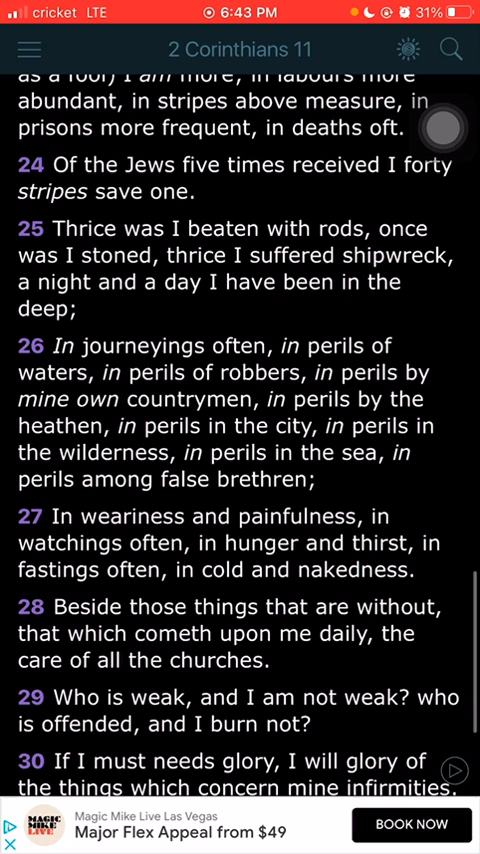 cricket LTE 6:43 PM 31%
2 Corinthians 11
as a fool) I am more; in labours more
abundant, in stripes above measure, in
prisons more frequent, in deaths oft.
24 Of the Jews five times received I forty
stripes save one.
25 Thrice was I beaten with rods, once
was I stoned, thrice I suffered shipwreck,
a night and a day I have been in the
deep;
26 In journeyings often, in perils of
waters, in perils of robbers, in perils by
mine own countrymen, in perils by the
heathen, in perils in the city, in perils in
the wilderness, in perils in the sea, in
perils among false brethren;
27 In weariness and painfulness, in
watchings often, in hunger and thirst, in
fastings often, in cold and nakedness.
28 Beside those things that are without,
that which cometh upon me daily, the
care of all the churches.
29 Who is weak, and I am not weak? who
is offended, and I burn not?
30 If I must needs glory, I will glory of
the things which concern mine infirmities.
MAGIC
MIKE
LIVE
Magic Mike Live Las Vegas
Major Flex Appeal from $49
BOOK NOW